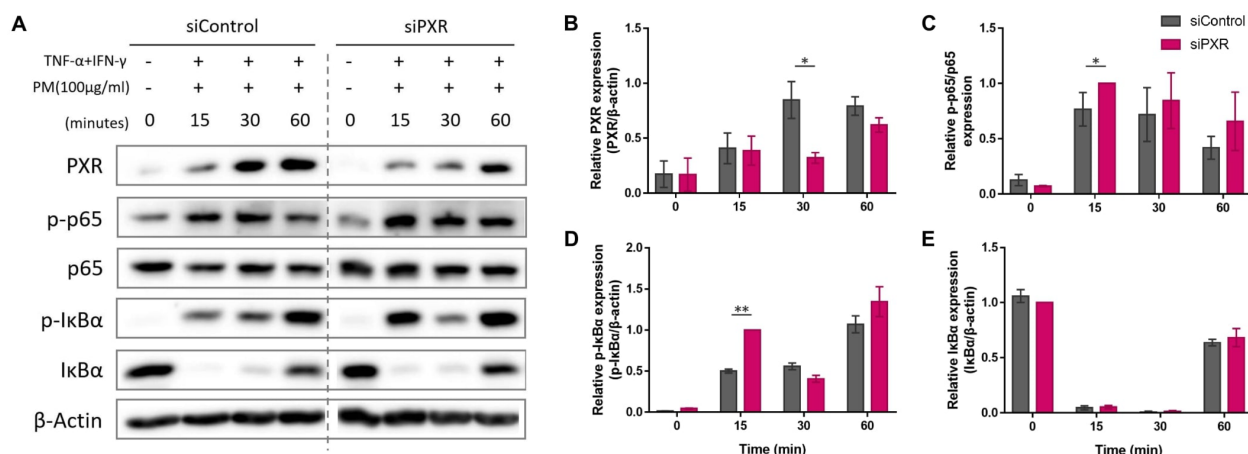 A
siControl
siPXR
TNF-α+IFN-γ - + + + - + + +
PM(100μg/ml) - + + + - + + +
(minutes) 0 15 30 60 0 15 30 60
PXR
p-p65
p65
p-IκBα
IκBα
β-Actin
B
Relative PXR expression
(PXR/β-actin)
1.5
1.0
0.5
0.0
*
0 15 30 60
C
Relative p-p65/p65
expression
1.5
1.0
0.5
0.0
*
0 15 30 60
siControl
siPXR
D
Relative p-IκBα expression
(p-IκBα/β-actin)
2.0
1.5
1.0
0.5
0.0
**
0 15 30 60
Time (min)
E
Relative IκBα expression
(IκBα/β-actin)
1.5
1.0
0.5
0.0
0 15 30 60
Time (min)